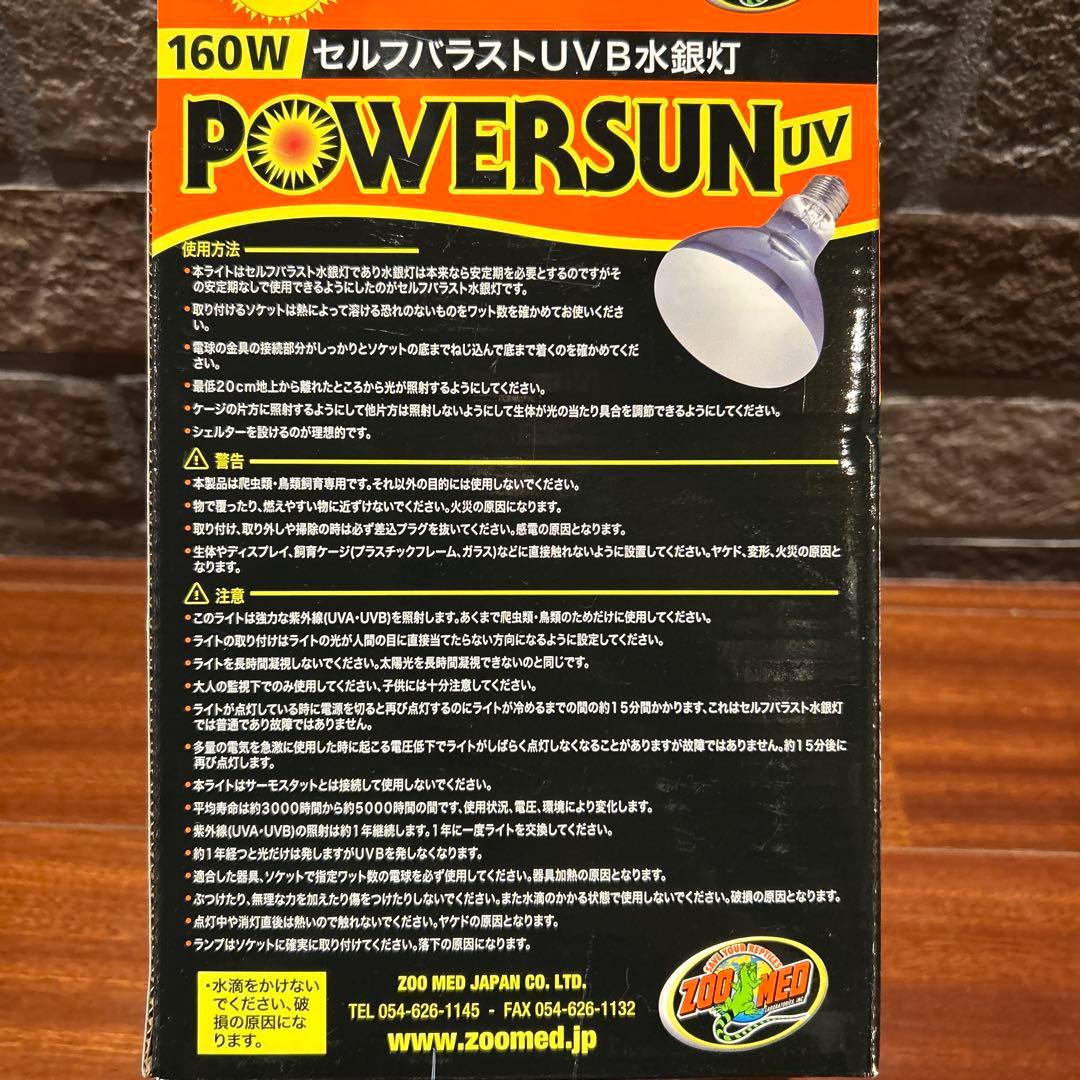 160W セルフバラストUVB水銀灯
POWERSUN UV
使用方法
•本ライトはセルフバラスト水銀灯であり水銀灯は本来なら安定期を必要とするのですがそ
の安定期なしで使用できるようにしたのがセルフバラスト水銀灯です。
•取り付けるソケットは熱によって溶ける恐れのないものをワット数を確かめてお使いくださ
い。
•電球の金具の接続部分がしっかりとソケットの底までねじ込んで底まで着くのを確かめてくだ
さい。
•最低20cm地上から離れたところから光が照射するようにしてください。
•ケージの片方に照射するようにして他片方は照射しないようにして生体が光の当たり具合を調節できるようにしてください。
•シェルターを設けるのが理想的です。
警告
•本製品は爬虫類・鳥類飼育専用です。それ以外の目的には使用しないでください。
•物で覆ったり、燃えやすい物に近ずけないでください。火災の原因になります。
•取り付け、取り外しや掃除の時は必ず差込プラグを抜いてください。感電の原因となります。
•生体やディスプレイ、飼育ケージ(プラスチックフレーム、ガラス)などに直接触れないように設置してください。ヤケド、変形、火災の原因と
なります。
注意
•このライトは強力な紫外線(UVA・UVB)を照射します。あくまで爬虫類・鳥類のためだけに使用してください。
•ライトの取り付けはライトの光が人間の目に直接当てたらない方向になるように設定してください。
•ライトを長時間凝視しないでください。太陽光を長時間凝視できないのと同じです。
•大人の監視下でのみ使用してください、子供には十分注意してください。
•ライトが点灯している時に電源を切ると再び点灯するのにライトが冷めるまでの間の約15分間かかります、これはセルフバラスト水銀灯
では普通であり故障ではありません。
•多量の電気を急激に使用した時に起こる電圧低下でライトがしばらく点灯しなくなることがありますが故障ではありません。約15分後に
再び点灯します。
•本ライトはサーモスタットとは接続して使用しないでください。
•平均寿命は約3000時間から約5000時間の間です、使用状況、電圧、環境により変化します。
•紫外線(UVA・UVB)の照射は約1年継続します。1年に一度ライトを交換してください。
•約1年経つと光だけは発しますがUVBを発しなくなります。
•適合した器具、ソケットで指定ワット数の電球を必ず使用してください。器具加熱の原因となります。
•ぶつけたり、無理な力を加えたり傷をつけたりしないでください。また水滴のかかる状態で使用しないでください。破損の原因となります。
•点灯中や消灯直後は熱いので触れないでください。ヤケドの原因となります。
•ランプはソケットに確実に取り付けてください。落下の原因になります。
・水滴をかけない
でください、破
損の原因にな
ります。
ZOO MED JAPAN CO. LTD.
TEL 054-626-1145 - FAX 054-626-1132
www.zoomed.jp
SAVE YOUR REPTILES
ZOO MED
LABORATORIES, INC.